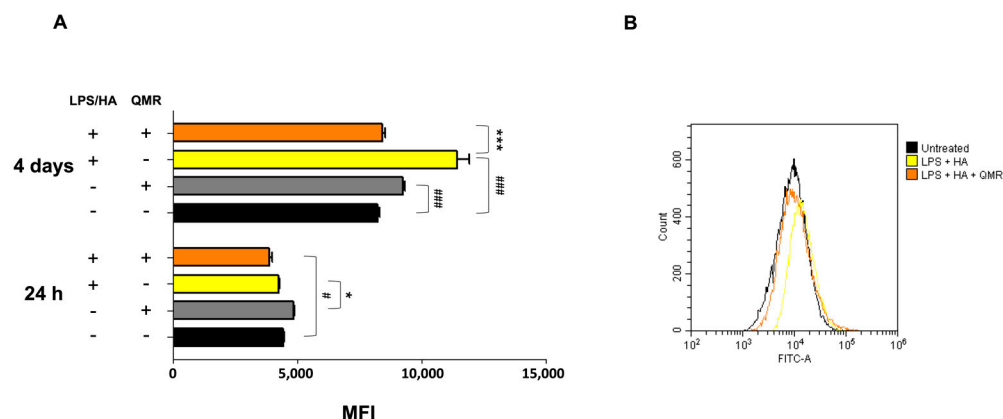 A
LPS/HA QMR
+ +
+ -
4 days
- +
- -
***
###
###
+ +
+ -
24 h
- +
- -
#
*
0 5,000 10,000 15,000
MFI
B
600
400
200
0
Count
10² 10³ 10⁴ 10⁵ 10⁶
FITC-A
Untreated
LPS + HA
LPS + HA + QMR